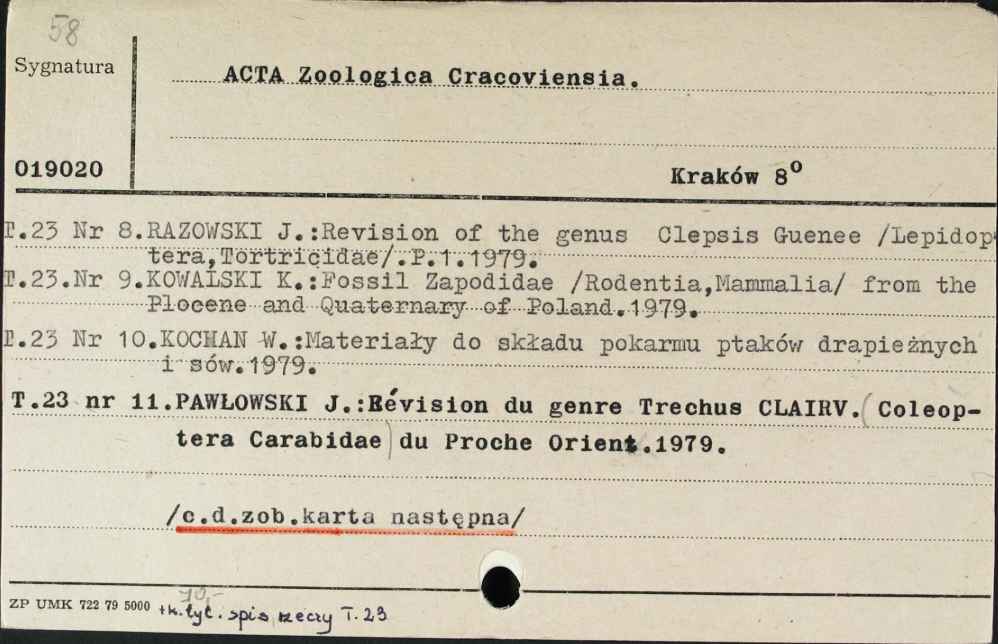 58
Sygnatura
ACTA Zoologica Cracoviensia.
019020
Kraków 8⁰
T.23 Nr 8.RAZOWSKI J.:Revision of the genus Clepsis Guenee /Lepidop-
tera,Tortricidae/.P.1.1979.
T.23.Nr 9.KOWALSKI K.:Fossil Zapodidae /Rodentia,Mammalia/ from the
Plocene and Quaternary of Poland.1979.
T.23 Nr 10.KOCHAN W.:Materiały do składu pokarmu ptaków drapieżnych
i sów.1979.
T.23 nr 11.PAWŁOWSKI J.:Révision du genre Trechus CLAIRV.(Coleop-
tera Carabidae) du Proche Orient.1979.
/c.d.zob.karta następna/
70,-
ZP UMK 722 79 5000 +k.tyt. spis rzeczy T.23